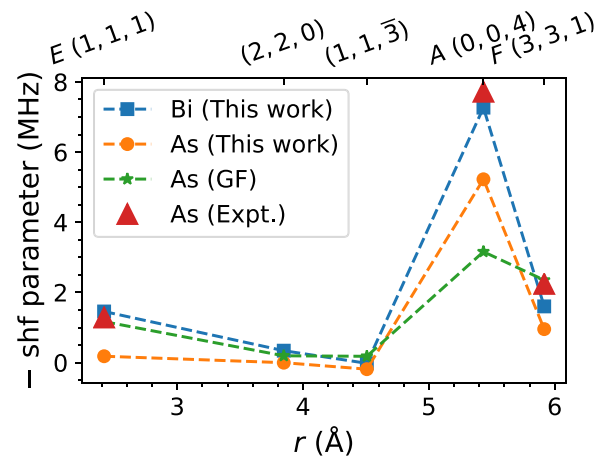 E (1, 1, 1)
(2, 2, 0)
(1, 1, 3̅)
A (0, 0, 4)
F (3, 3, 1)
8
6
4
2
0
− shf parameter (MHz)
Bi (This work)
As (This work)
As (GF)
As (Expt.)
3
4
5
6
r (Å)